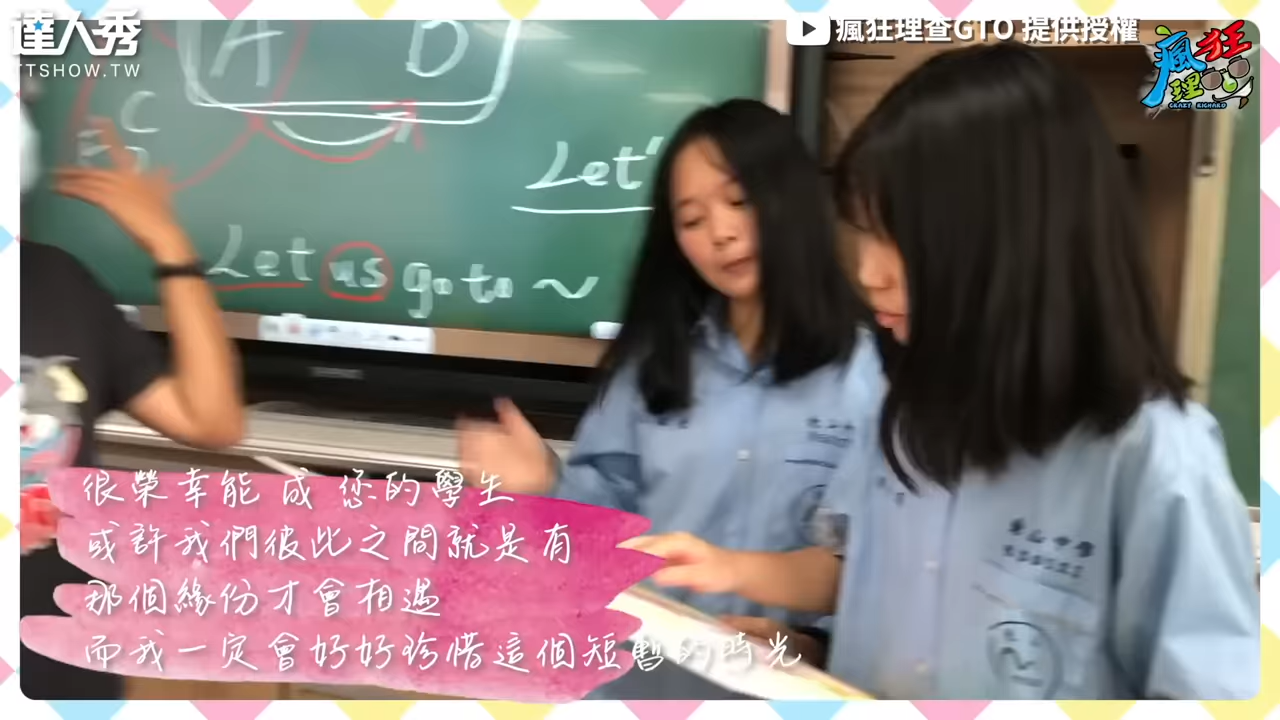 達人秀
TTSHOW.TW
瘋狂理查GTO 提供授權
瘋狂理
CRAZY RICHARD
A B
C
Let'
Let us go to ~
很榮幸能 成 您的學生
或許我們彼此之間就是有
那個緣份才會相遇
而我一定會好好珍惜這個短暫的時光